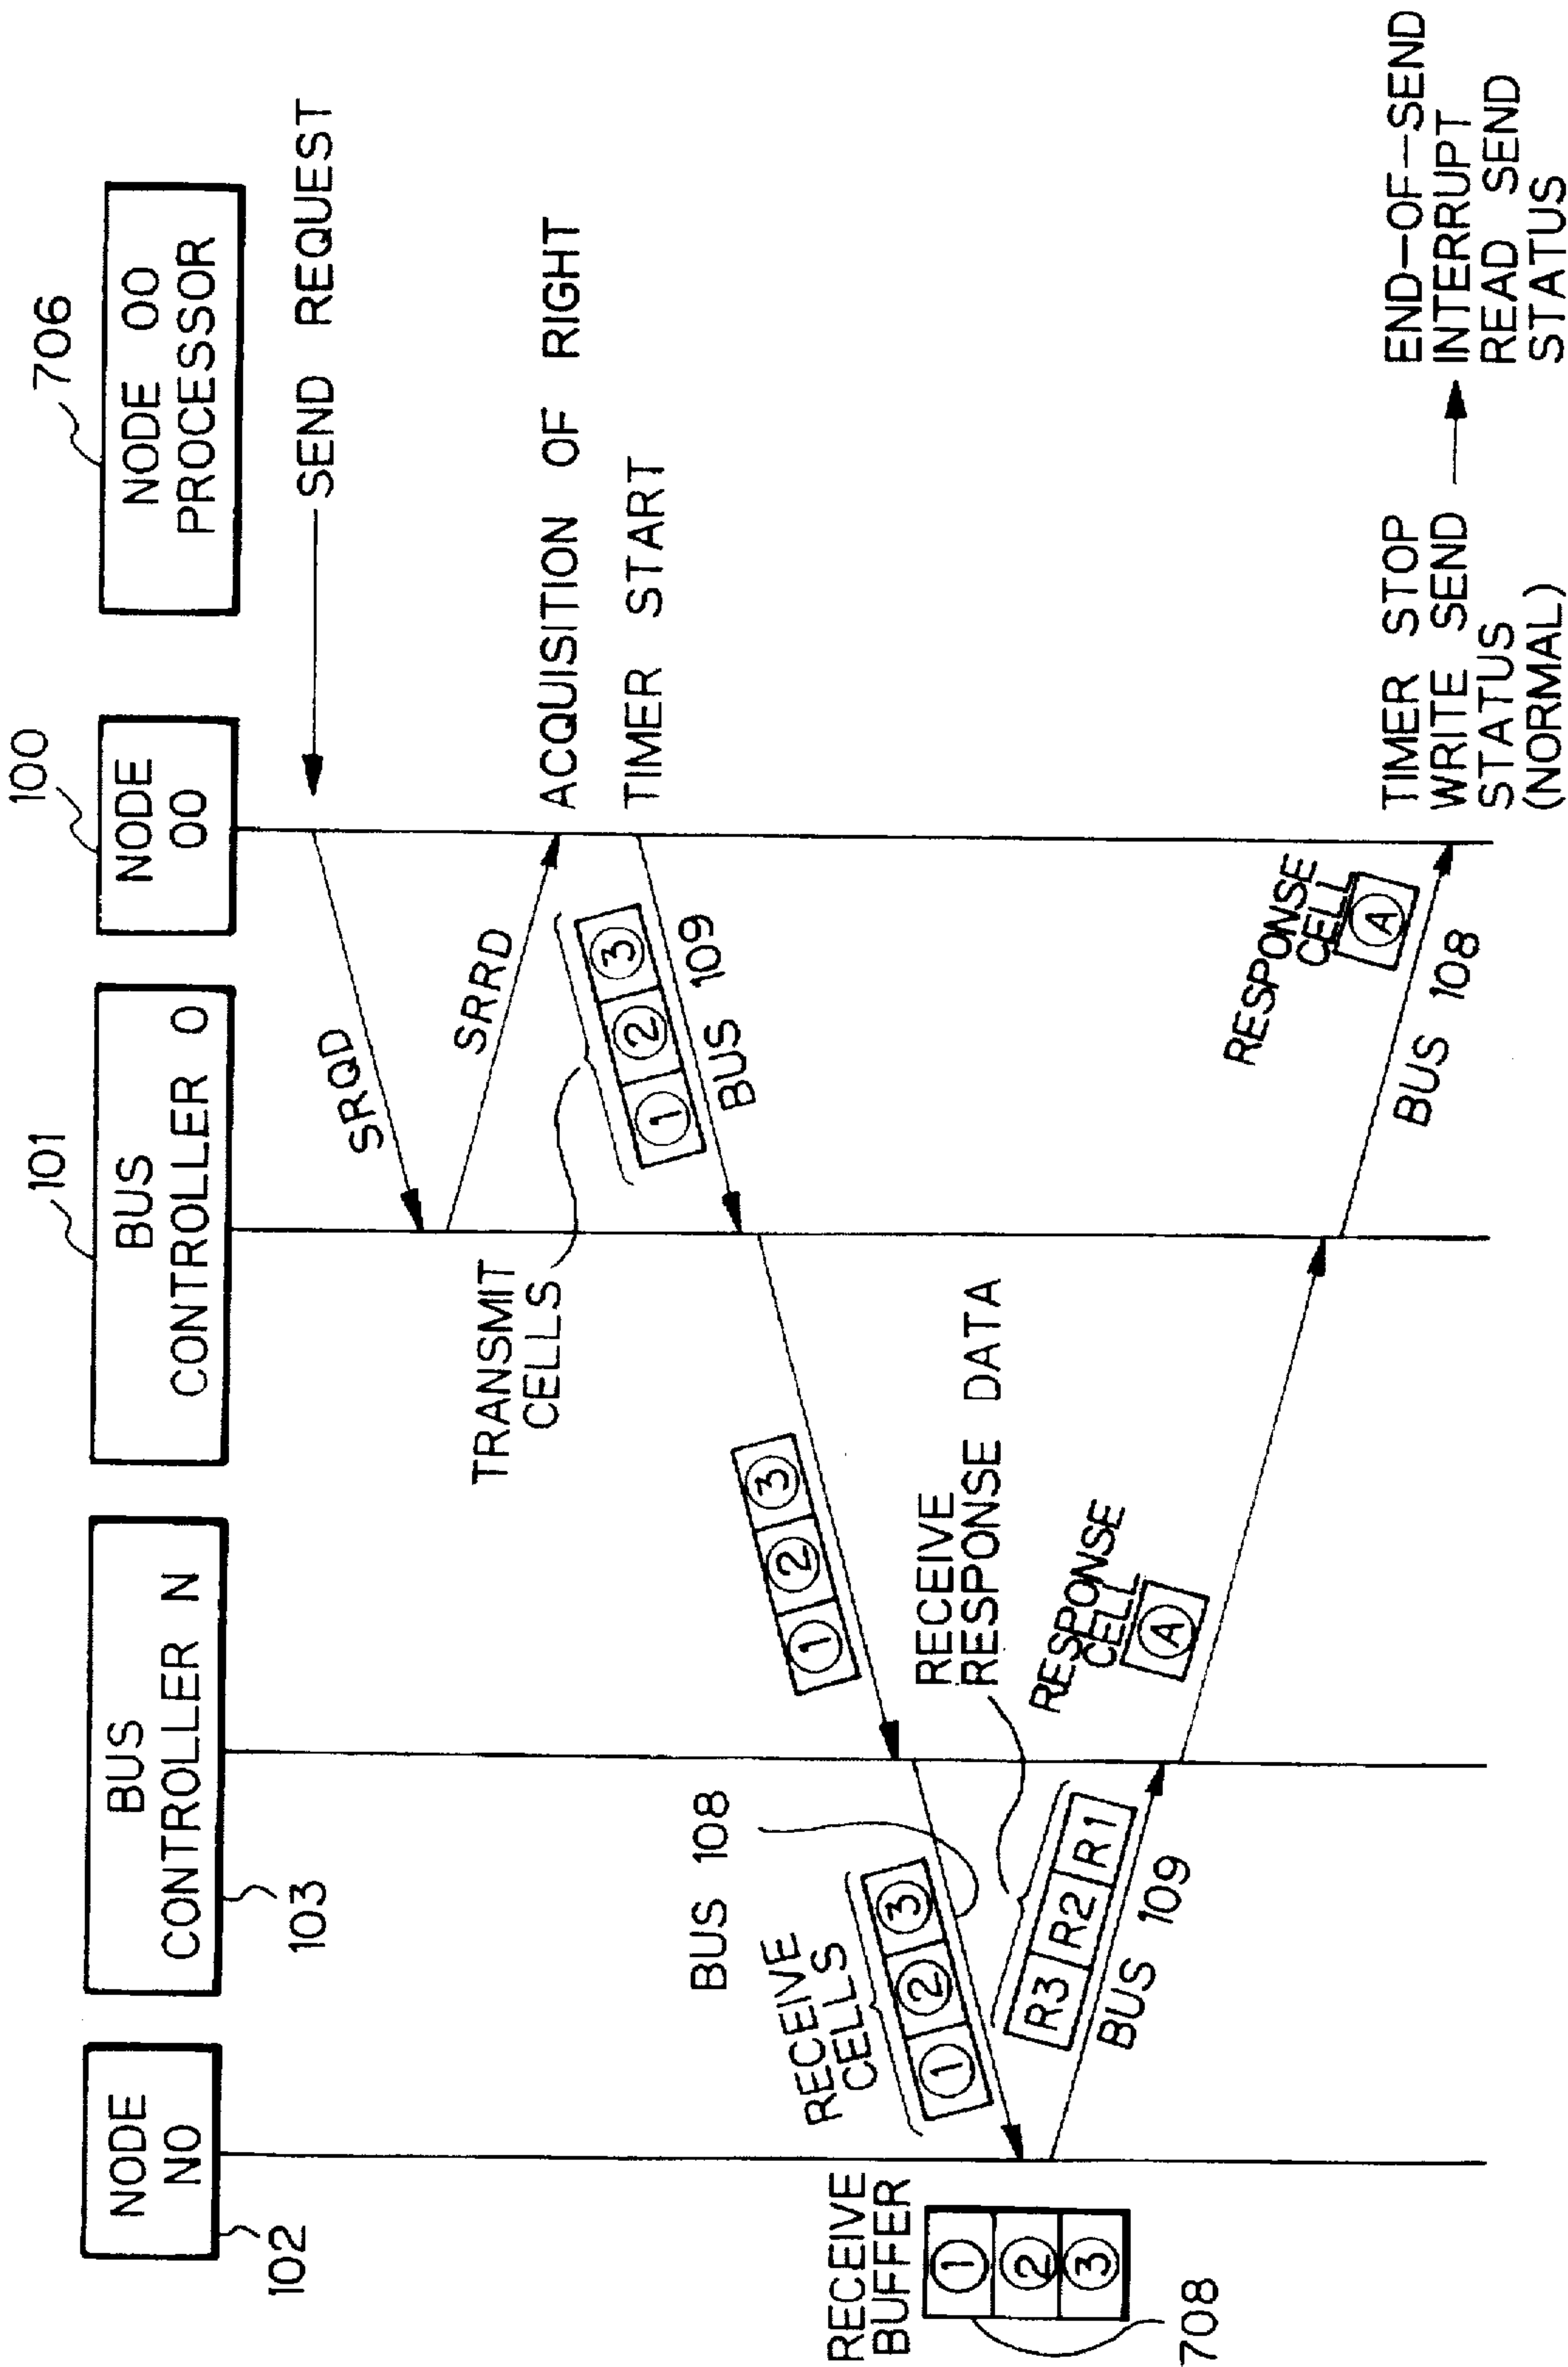 102
NODE
N0
103
BUS
CONTROLLER N
101
BUS
CONTROLLER 0
100
NODE
00
706
NODE 00
PROCESSOR
SEND REQUEST
SRQD
SRRD
ACQUISITION OF RIGHT
TRANSMIT
CELLS
① ② ③
BUS 109
TIMER START
① ② ③
BUS 108
RECEIVE
CELLS
① ② ③
RECEIVE
BUFFER
①
②
③
708
RECEIVE
RESPONSE DATA
R3 R2 R1
BUS 109
RESPONSE
CELL
Ⓐ
RESPONSE
CELL
Ⓐ
BUS 108
TIMER STOP
WRITE SEND
STATUS
(NORMAL)
END-OF-SEND
INTERRUPT
READ SEND
STATUS